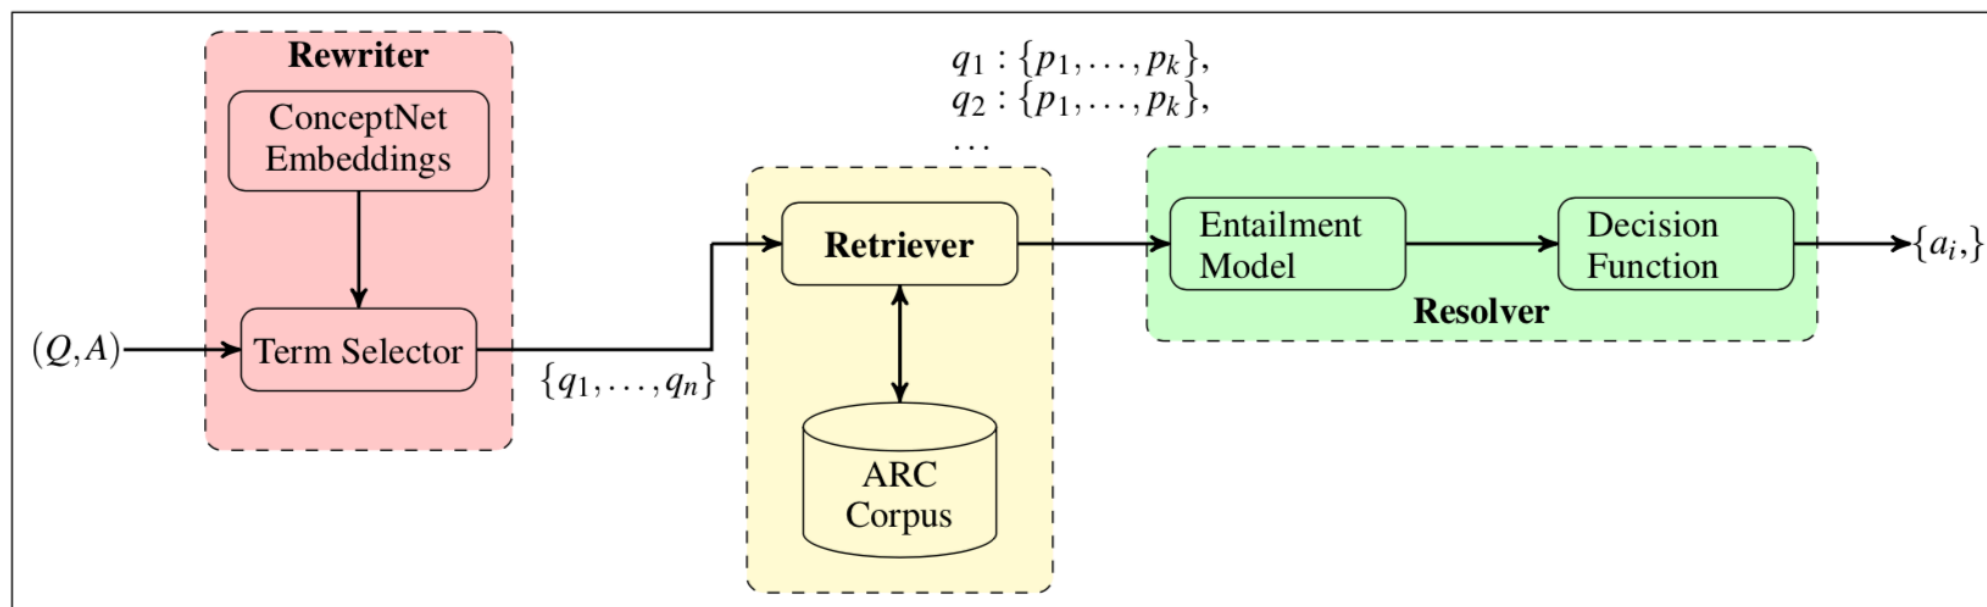 Rewriter
ConceptNet
Embeddings
(Q, A)
Term Selector
{q1, . . . , qn}
q1 : {p1, . . . , pk},
q2 : {p1, . . . , pk},
. . .
Retriever
ARC
Corpus
Entailment
Model
Decision
Function
Resolver
{ai,}